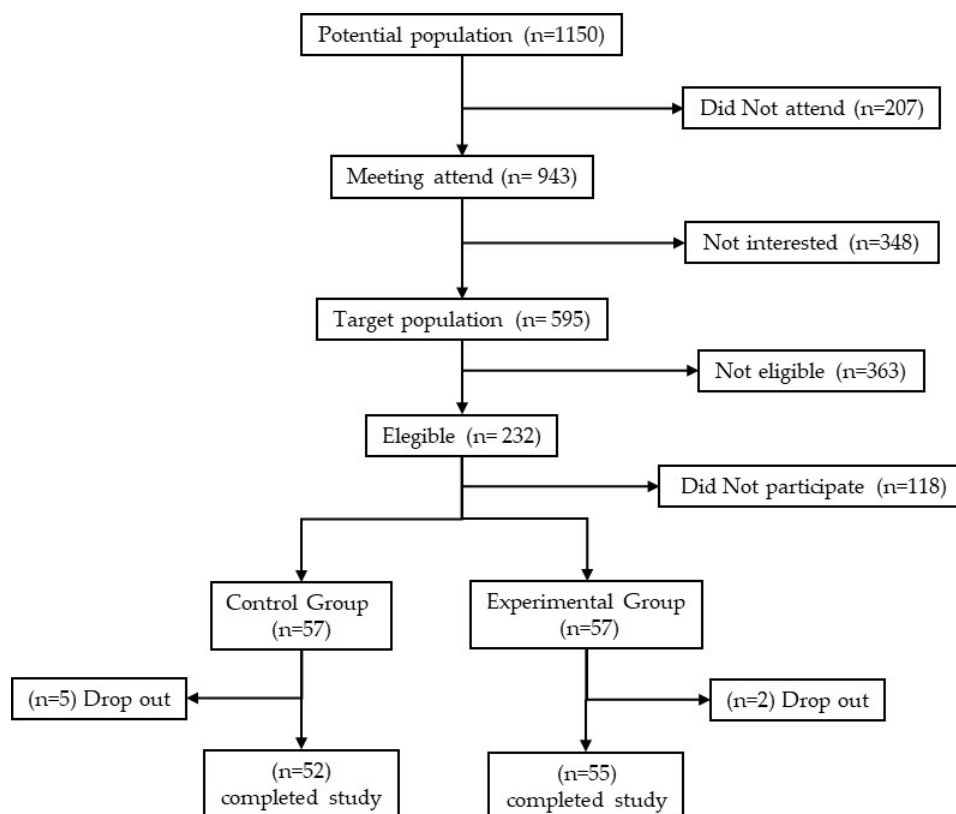 Potential population (n=1150)
Did Not attend (n=207)
Meeting attend (n= 943)
Not interested (n=348)
Target population (n= 595)
Not eligible (n=363)
Elegible (n= 232)
Did Not participate (n=118)
Control Group
(n=57)
Experimental Group
(n=57)
(n=5) Drop out
(n=2) Drop out
(n=52)
completed study
(n=55)
completed study